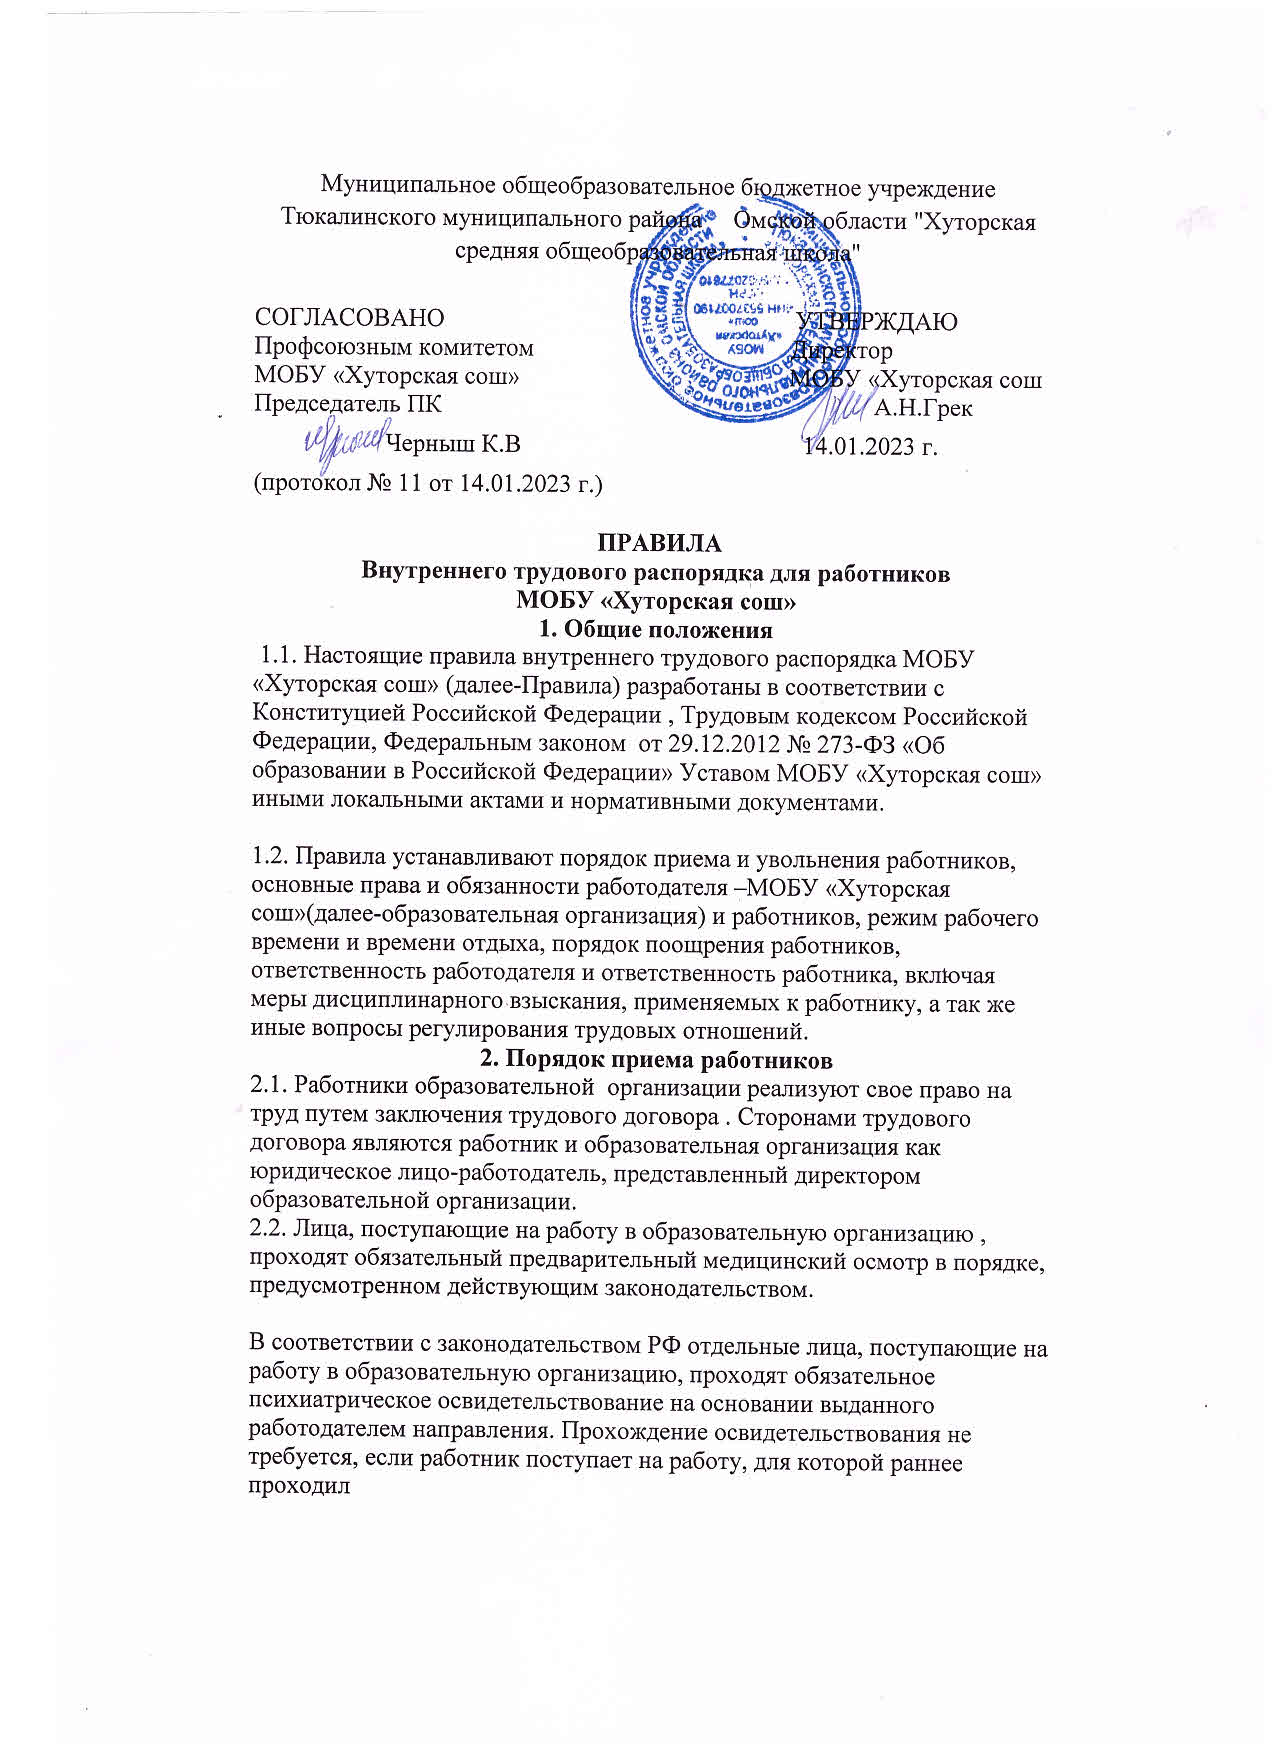 Муниципальное общеобразовательное бюджетное учреждение
Тюкалинского муниципального района Омской области "Хуторская
средняя общеобразовательная школа"
СОГЛАСОВАНО УТВЕРЖДАЮ
Профсоюзным комитетом Директор
МОБУ «Хуторская сош» МОБУ «Хуторская сош
Председатель ПК А.Н.Грек
Черныш К.В 14.01.2023 г.
(протокол № 11 от 14.01.2023 г.)
МОБУ
«Хуторская
сош»
ИНН 5537007190
ПРАВИЛА
Внутреннего трудового распорядка для работников
МОБУ «Хуторская сош»
1. Общие положения
1.1. Настоящие правила внутреннего трудового распорядка МОБУ
«Хуторская сош» (далее-Правила) разработаны в соответствии с
Конституцией Российской Федерации , Трудовым кодексом Российской
Федерации, Федеральным законом от 29.12.2012 № 273-ФЗ «Об
образовании в Российской Федерации» Уставом МОБУ «Хуторская сош»
иными локальными актами и нормативными документами.
1.2. Правила устанавливают порядок приема и увольнения работников,
основные права и обязанности работодателя –МОБУ «Хуторская
сош»(далее-образовательная организация) и работников, режим рабочего
времени и времени отдыха, порядок поощрения работников,
ответственность работодателя и ответственность работника, включая
меры дисциплинарного взыскания, применяемых к работнику, а так же
иные вопросы регулирования трудовых отношений.
2. Порядок приема работников
2.1. Работники образовательной организации реализуют свое право на
труд путем заключения трудового договора . Сторонами трудового
договора являются работник и образовательная организация как
юридическое лицо-работодатель, представленный директором
образовательной организации.
2.2. Лица, поступающие на работу в образовательную организацию ,
проходят обязательный предварительный медицинский осмотр в порядке,
предусмотренном действующим законодательством.
В соответствии с законодательством РФ отдельные лица, поступающие на
работу в образовательную организацию, проходят обязательное
психиатрическое освидетельствование на основании выданного
работодателем направления. Прохождение освидетельствования не
требуется, если работник поступает на работу, для которой раннее
проходил